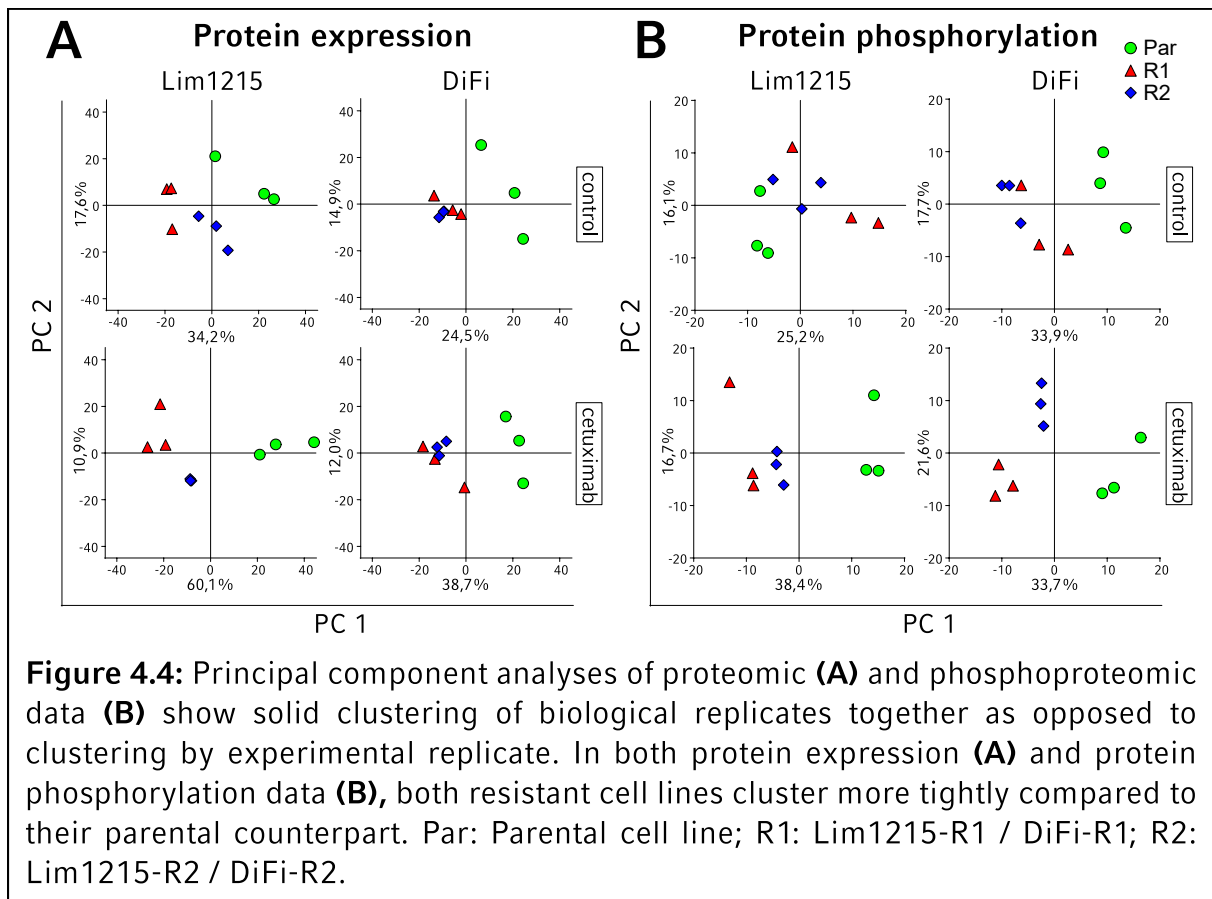 A
Protein expression
B
Protein phosphorylation
Par
R1
R2
Lim1215
DiFi
Lim1215
DiFi
40
20
0
-20
-40
17,6%
-40 -20 0 20 40
34,2%
40
20
0
-20
-40
14,9%
-40 -20 0 20 40
24,5%
control
20
10
0
-10
-20
16,1%
-20 -10 0 10 20
25,2%
20
10
0
-10
-20
17,7%
-20 -10 0 10 20
33,9%
control
PC 2
PC 2
40
20
0
-20
-40
10,9%
-40 -20 0 20 40
60,1%
40
20
0
-20
-40
12,0%
-40 -20 0 20 40
38,7%
cetuximab
20
10
0
-10
-20
16,7%
-20 -10 0 10 20
38,4%
20
10
0
-10
-20
21,6%
-20 -10 0 10 20
33,7%
cetuximab
PC 1
PC 1
Figure 4.4: Principal component analyses of proteomic (A) and phosphoproteomic
data (B) show solid clustering of biological replicates together as opposed to
clustering by experimental replicate. In both protein expression (A) and protein
phosphorylation data (B), both resistant cell lines cluster more tightly compared to
their parental counterpart. Par: Parental cell line; R1: Lim1215-R1 / DiFi-R1; R2:
Lim1215-R2 / DiFi-R2.